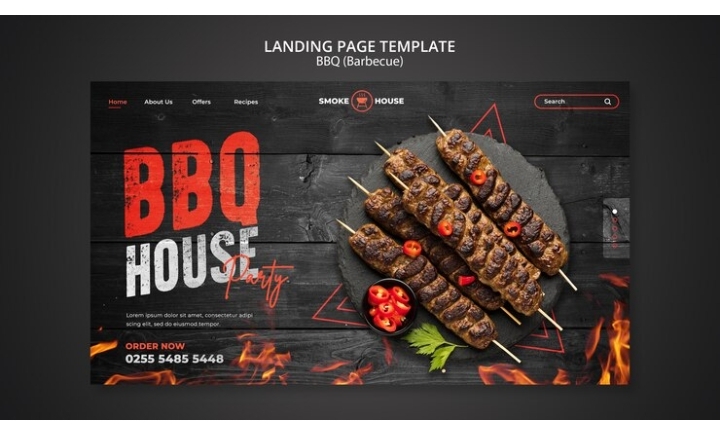 LANDING PAGE TEMPLATE
BBQ (Barbecue)
Home About Us Offers Recipes SMOKE HOUSE Search
BBQ
HOUSE
Party
Lorem ipsum dolor sit amet, consectetur adipi
scing elit, sed eiusmod tempor.
ORDER NOW
0255 5485 5448